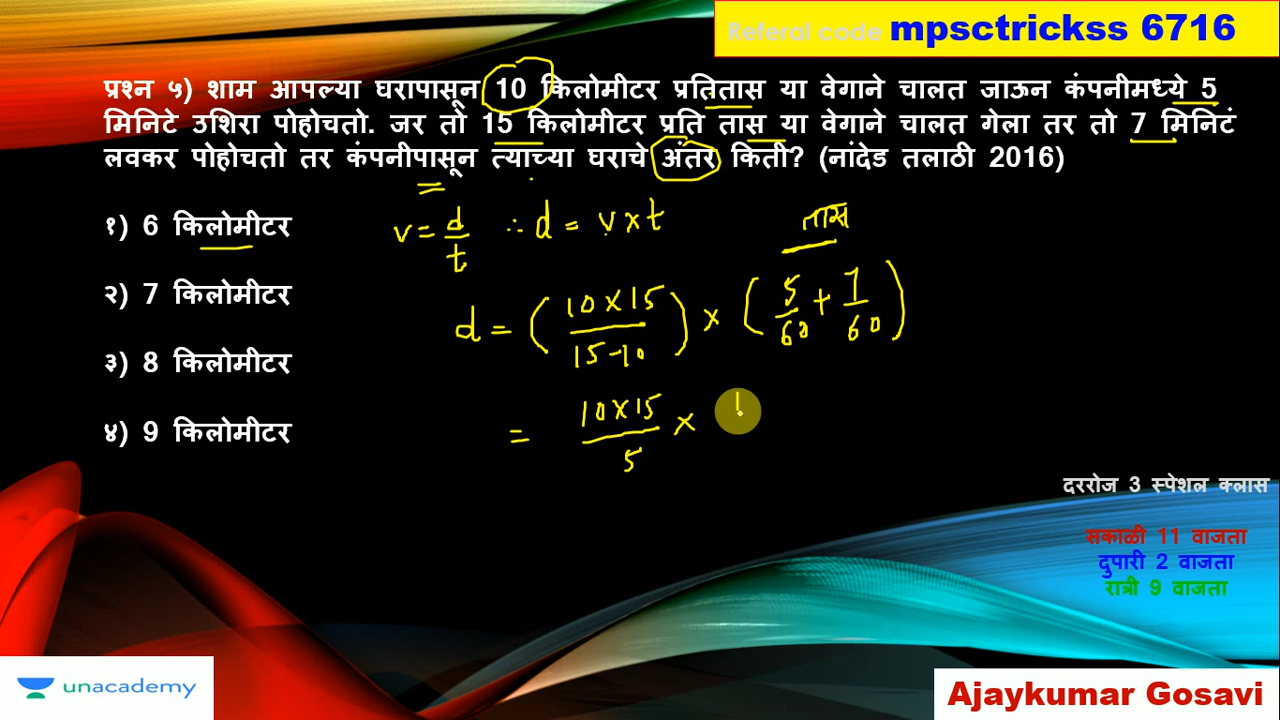 Referal code mpsctrickss 6716
प्रश्न ५) शाम आपल्या घरापासून 10 किलोमीटर प्रतितास या वेगाने चालत जाऊन कंपनीमध्ये 5
मिनिटे उशिरा पोहोचतो. जर तो 15 किलोमीटर प्रति तास या वेगाने चालत गेला तर तो 7 मिनिटं
लवकर पोहोचतो तर कंपनीपासून त्याच्या घराचे अंतर किती? (नांदेड तलाठी 2016)
१) 6 किलोमीटर
२) 7 किलोमीटर
३) 8 किलोमीटर
४) 9 किलोमीटर
v = d/t ∴ d = v x t
तास
d = (10 x 15 / 15-10) x (5/60 + 7/60)
= 10 x 15 / 5 x 1
दररोज 3 स्पेशल क्लास
सकाळी 11 वाजता
दुपारी 2 वाजता
रात्री 9 वाजता
unacademy
Ajaykumar Gosavi